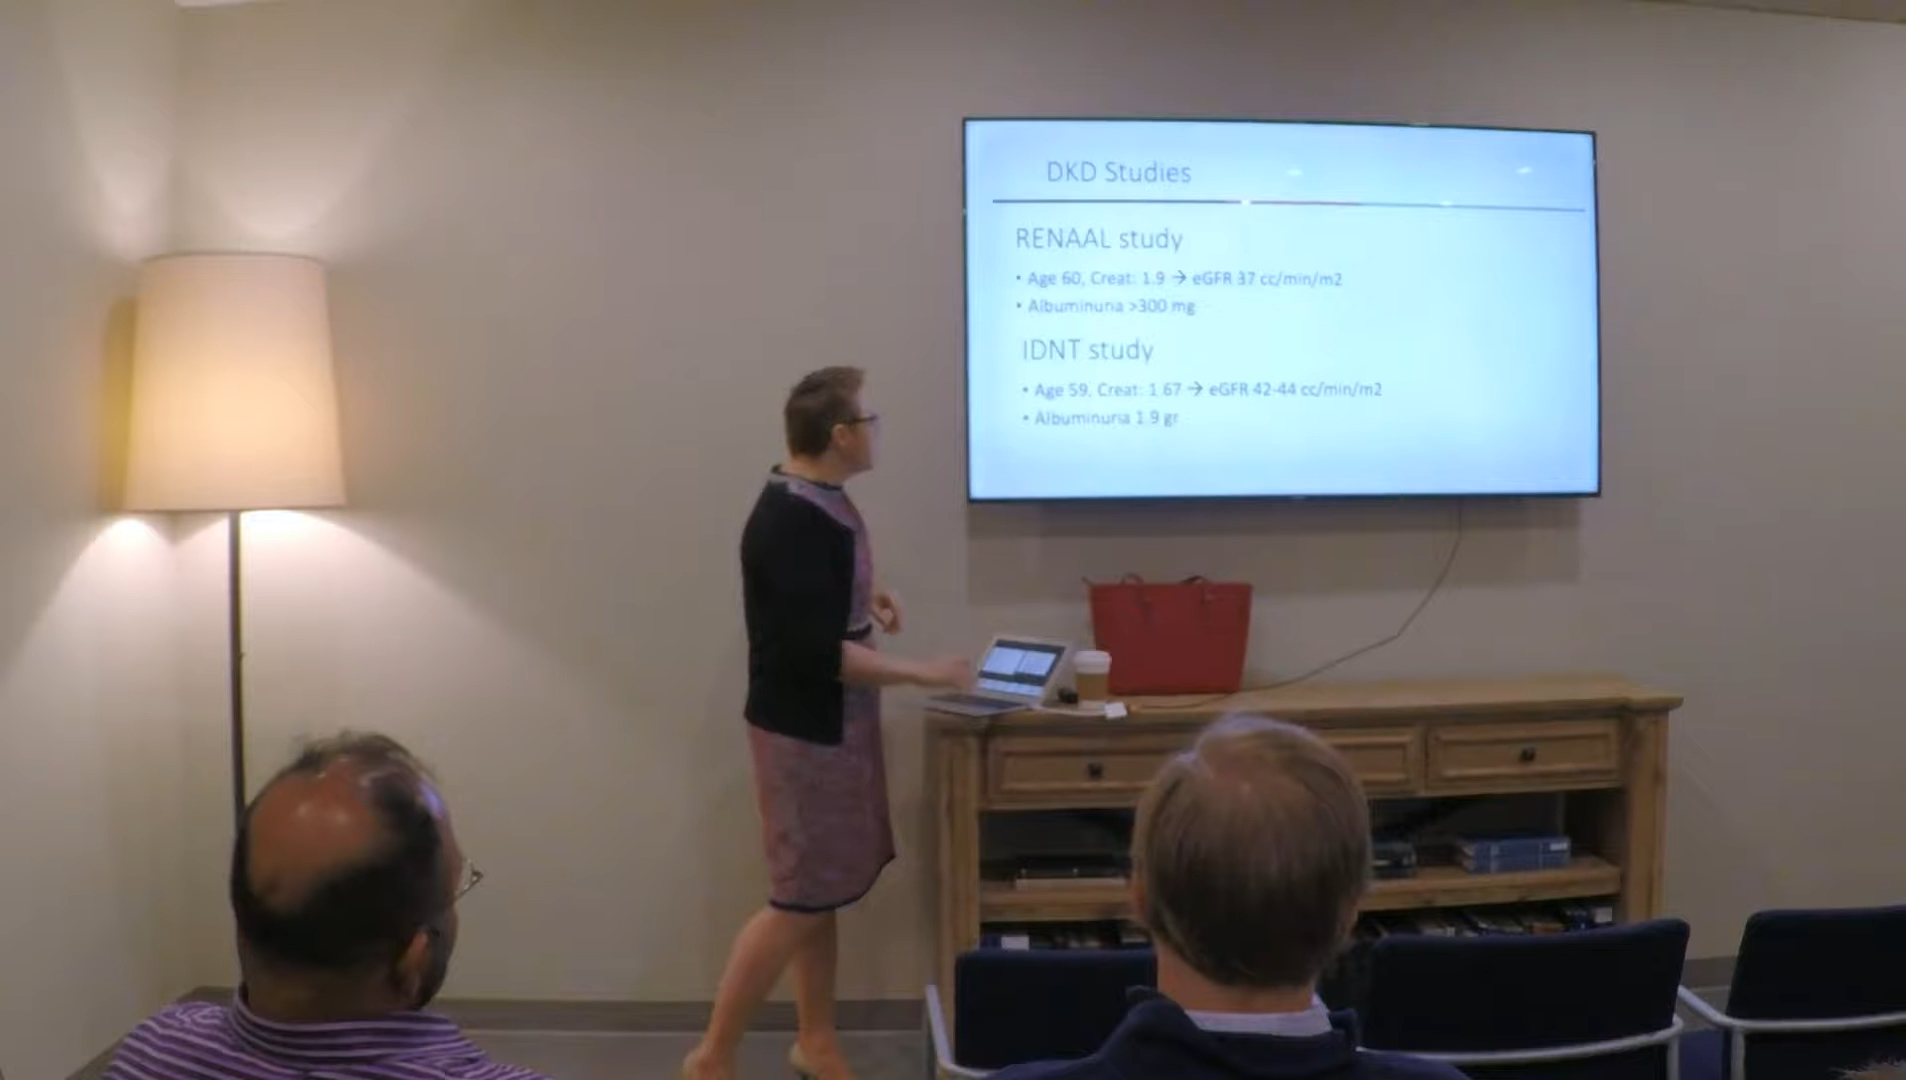 DKD Studies
RENAAL study
• Age 60, Creat: 1.9 → eGFR 37 cc/min/m2
• Albuminuria >300 mg
IDNT study
• Age 59, Creat: 1.67 → eGFR 42-44 cc/min/m2
• Albuminuria 1.9 gr